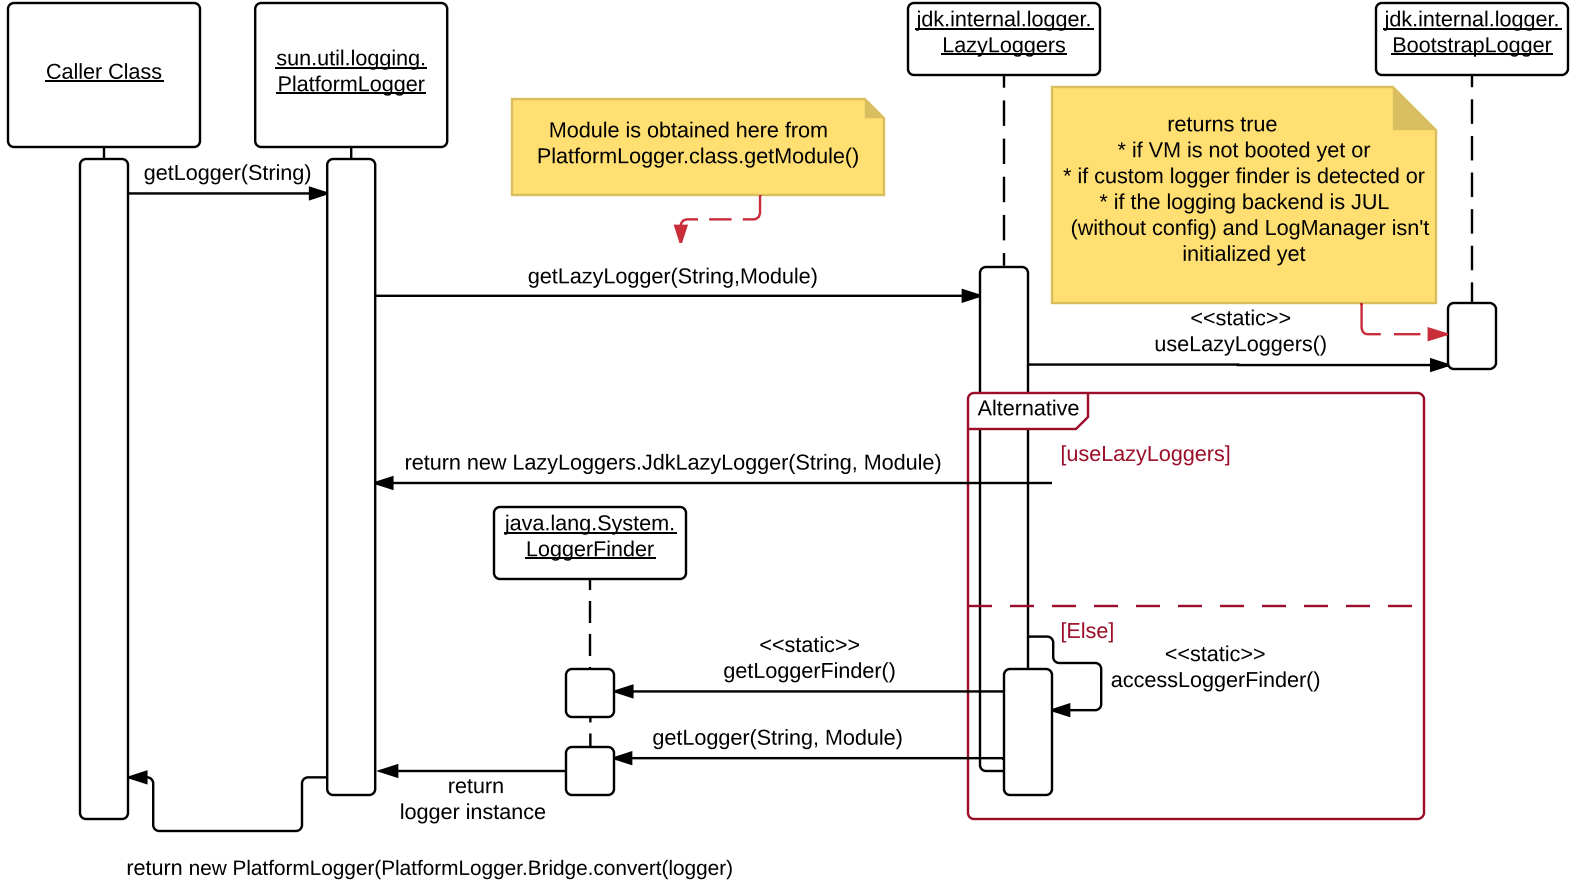 Caller Class
sun.util.logging.
PlatformLogger
jdk.internal.logger.
LazyLoggers
jdk.internal.logger.
BootstrapLogger
Module is obtained here from
PlatformLogger.class.getModule()
returns true
* if VM is not booted yet or
* if custom logger finder is detected or
* if the logging backend is JUL
(without config) and LogManager isn't
initialized yet
getLogger(String)
getLazyLogger(String,Module)
<<static>>
useLazyLoggers()
Alternative
[useLazyLoggers]
return new LazyLoggers.JdkLazyLogger(String, Module)
java.lang.System.
LoggerFinder
[Else]
<<static>>
accessLoggerFinder()
<<static>>
getLoggerFinder()
getLogger(String, Module)
return
logger instance
return new PlatformLogger(PlatformLogger.Bridge.convert(logger)